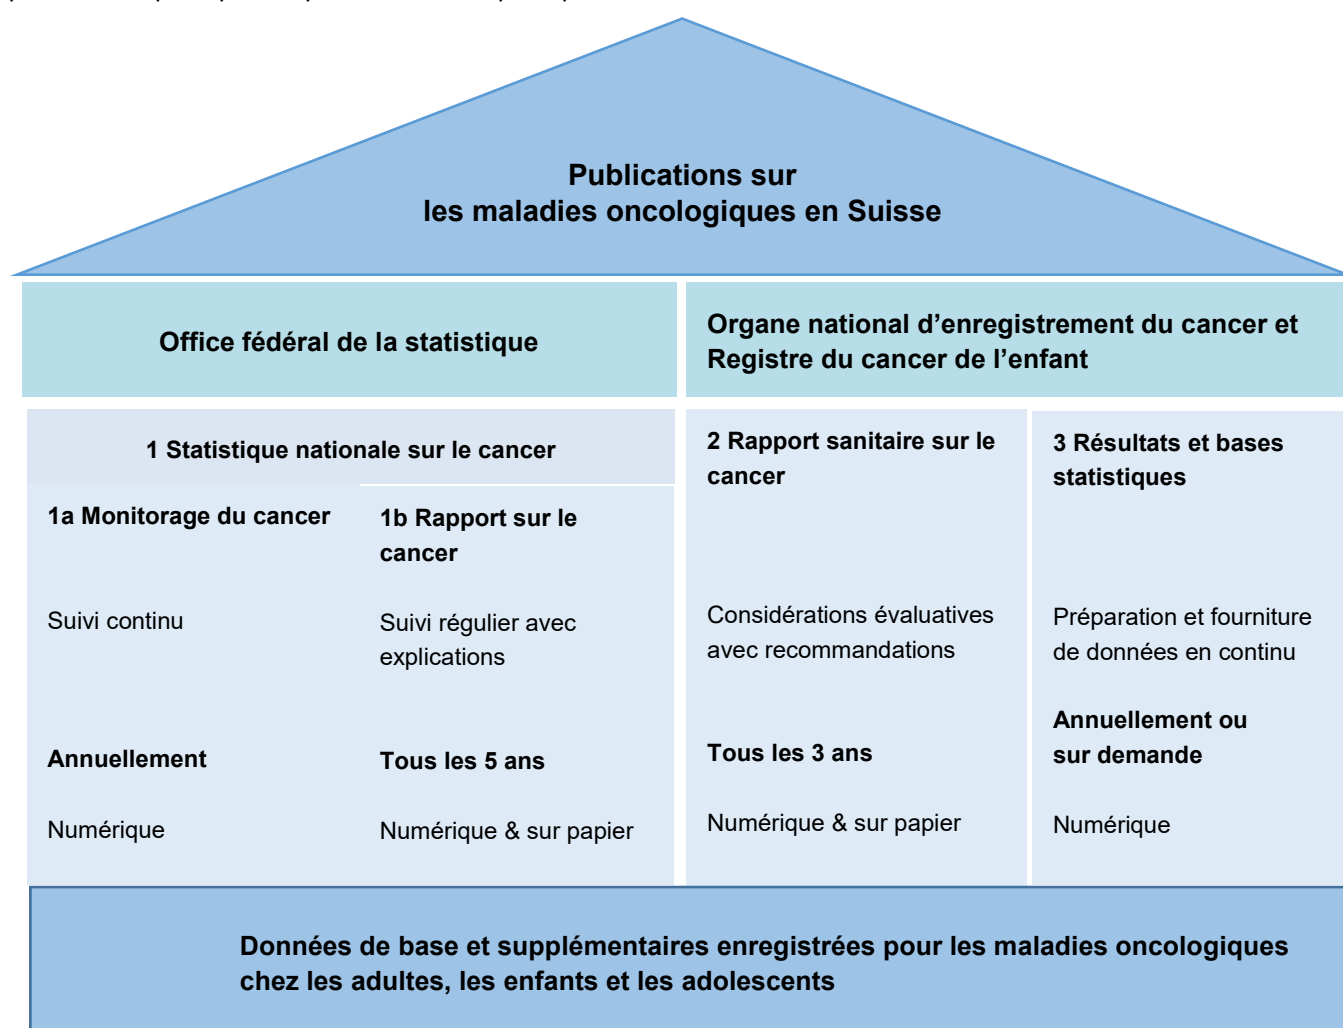 Publications sur
les maladies oncologiques en Suisse
Office fédéral de la statistique
Organe national d’enregistrement du cancer et
Registre du cancer de l’enfant
1 Statistique nationale sur le cancer
1a Monitorage du cancer
Suivi continu
Annuellement
Numérique
1b Rapport sur le
cancer
Suivi régulier avec
explications
Tous les 5 ans
Numérique & sur papier
2 Rapport sanitaire sur le
cancer
Considérations évaluatives
avec recommandations
Tous les 3 ans
Numérique & sur papier
3 Résultats et bases
statistiques
Préparation et fourniture
de données en continu
Annuellement ou
sur demande
Numérique
Données de base et supplémentaires enregistrées pour les maladies oncologiques
chez les adultes, les enfants et les adolescents